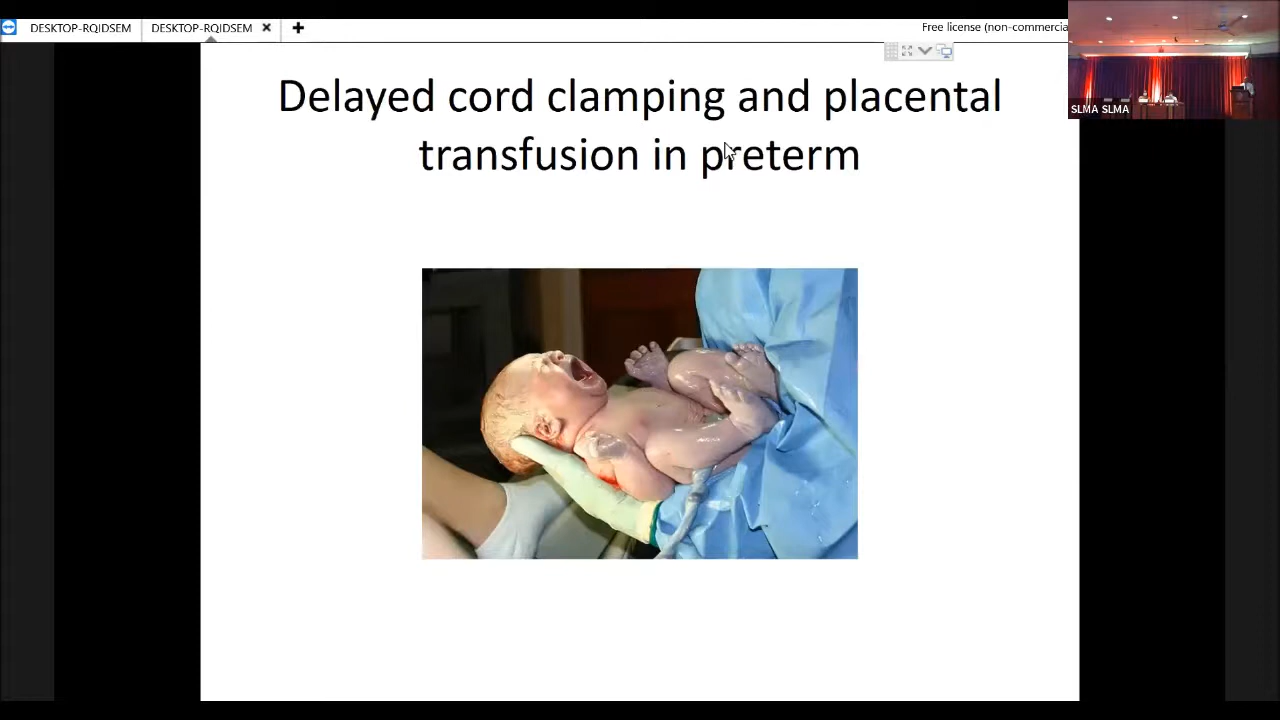 DESKTOP-RQIDSEM
DESKTOP-RQIDSEM
Free license (non-commercia
SLMA SLMA
Delayed cord clamping and placental
transfusion in preterm